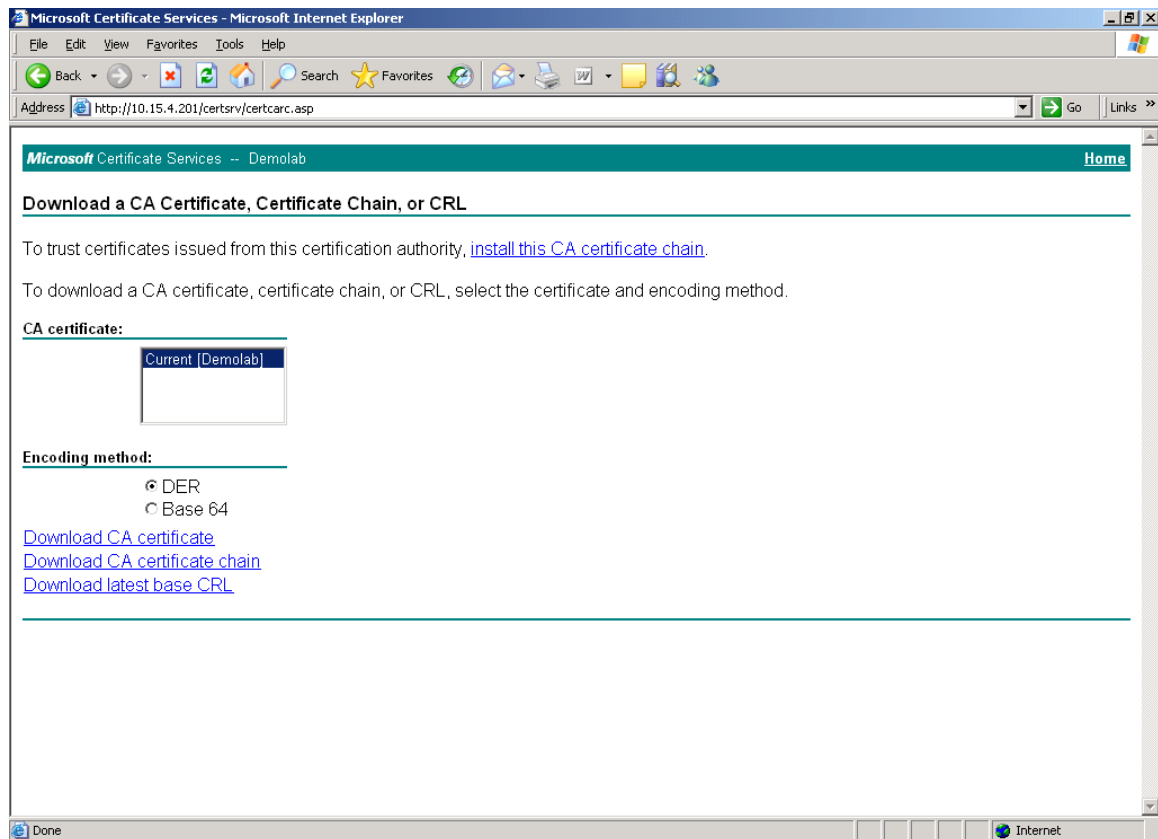 Microsoft Certificate Services - Microsoft Internet Explorer
File Edit View Favorites Tools Help
Back Search Favorites
Address http://10.15.4.201/certsrv/certcarc.asp Go Links »
Microsoft Certificate Services -- Demolab Home
Download a CA Certificate, Certificate Chain, or CRL
To trust certificates issued from this certification authority, install this CA certificate chain.
To download a CA certificate, certificate chain, or CRL, select the certificate and encoding method.
CA certificate:
Current [Demolab]
Encoding method:
DER
Base 64
Download CA certificate
Download CA certificate chain
Download latest base CRL
Done Internet